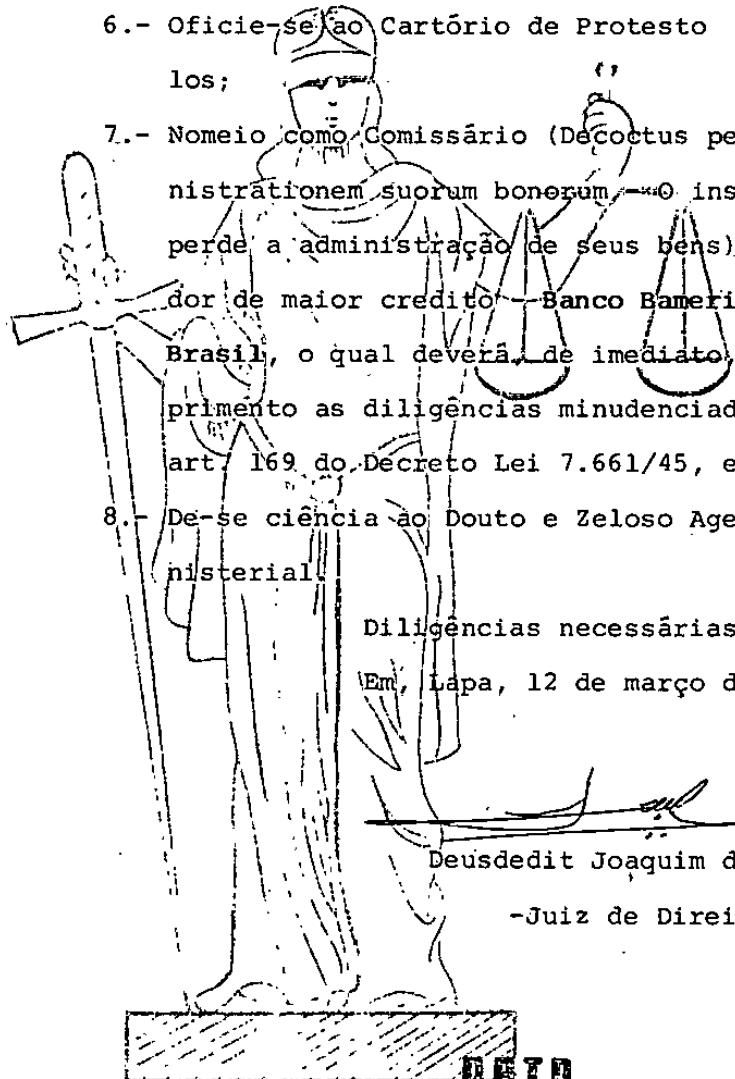 6.- Oficie-se ao Cartório de Protesto
los;
7.- Nomeio como Comissário (Decoctus pe
nistrationem suorum bonorum - O ins
perde a administração de seus bens)
dor de maior credito Banco Bameri
Brasil, o qual deverá, de imediato
primento as diligências minudenciad
art. 169 do Decreto Lei 7.661/45, e
8.- De-se ciência ao Douto e Zeloso Age
nisterial.
Diligências necessárias
Em, Lapa, 12 de março d
Deusdedit Joaquim d
-Juiz de Direi